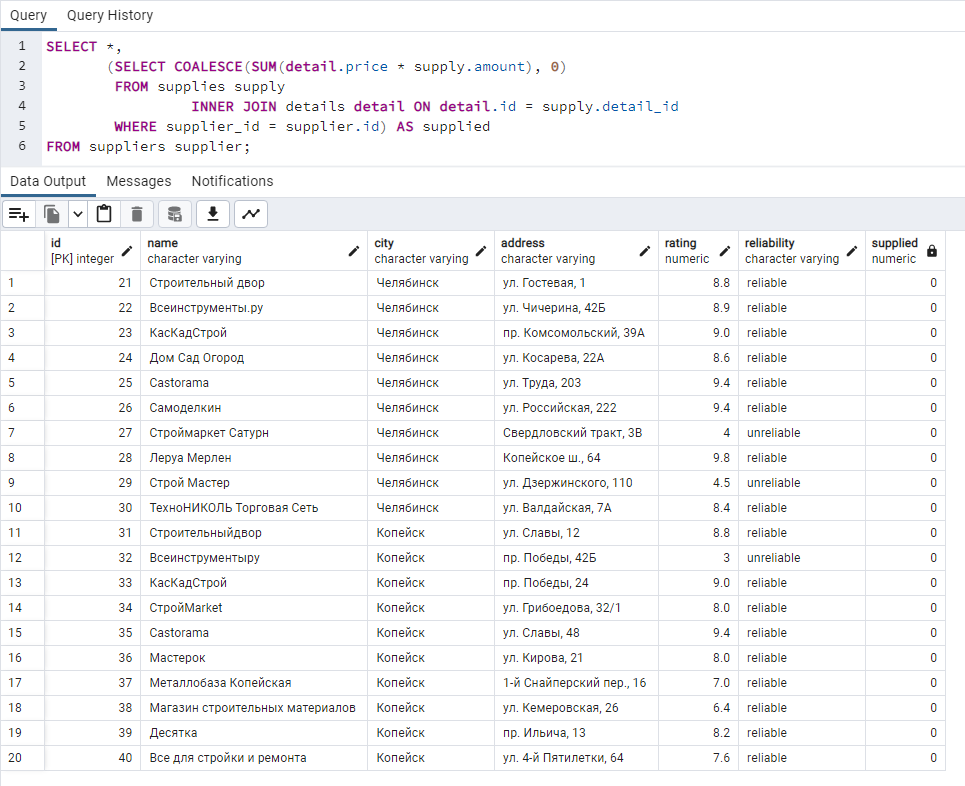 Query Query History
1 SELECT *,
2 (SELECT COALESCE(SUM(detail.price * supply.amount), 0)
3 FROM supplies supply
4 INNER JOIN details detail ON detail.id = supply.detail_id
5 WHERE supplier_id = supplier.id) AS supplied
6 FROM suppliers supplier;
Data Output Messages Notifications
id name city address rating reliability supplied
[PK] integer character varying character varying character varying numeric character varying numeric
1 21 Строительный двор Челябинск ул. Гостевая, 1 8.8 reliable 0
2 22 Всеинструменты.ру Челябинск ул. Чичерина, 42Б 8.9 reliable 0
3 23 КасКадСтрой Челябинск пр. Комсомольский, 39А 9.0 reliable 0
4 24 Дом Сад Огород Челябинск ул. Косарева, 22А 8.6 reliable 0
5 25 Castorama Челябинск ул. Труда, 203 9.4 reliable 0
6 26 Самоделкин Челябинск ул. Российская, 222 9.4 reliable 0
7 27 Строймаркет Сатурн Челябинск Свердловский тракт, 3В 4 unreliable 0
8 28 Леруа Мерлен Челябинск Копейское ш., 64 9.8 reliable 0
9 29 Строй Мастер Челябинск ул. Дзержинского, 110 4.5 unreliable 0
10 30 ТехноНИКОЛЬ Торговая Сеть Челябинск ул. Валдайская, 7А 8.4 reliable 0
11 31 Строительныйдвор Копейск ул. Славы, 12 8.8 reliable 0
12 32 Всеинструментыру Копейск пр. Победы, 42Б 3 unreliable 0
13 33 КасКадСтрой Копейск пр. Победы, 24 9.0 reliable 0
14 34 СтройMarket Копейск ул. Грибоедова, 32/1 8.0 reliable 0
15 35 Castorama Копейск ул. Славы, 48 9.4 reliable 0
16 36 Мастерок Копейск ул. Кирова, 21 8.0 reliable 0
17 37 Металлобаза Копейская Копейск 1-й Снайперский пер., 16 7.0 reliable 0
18 38 Магазин строительных материалов Копейск ул. Кемеровская, 26 6.4 reliable 0
19 39 Десятка Копейск пр. Ильича, 13 8.2 reliable 0
20 40 Все для стройки и ремонта Копейск ул. 4-й Пятилетки, 64 7.6 reliable 0